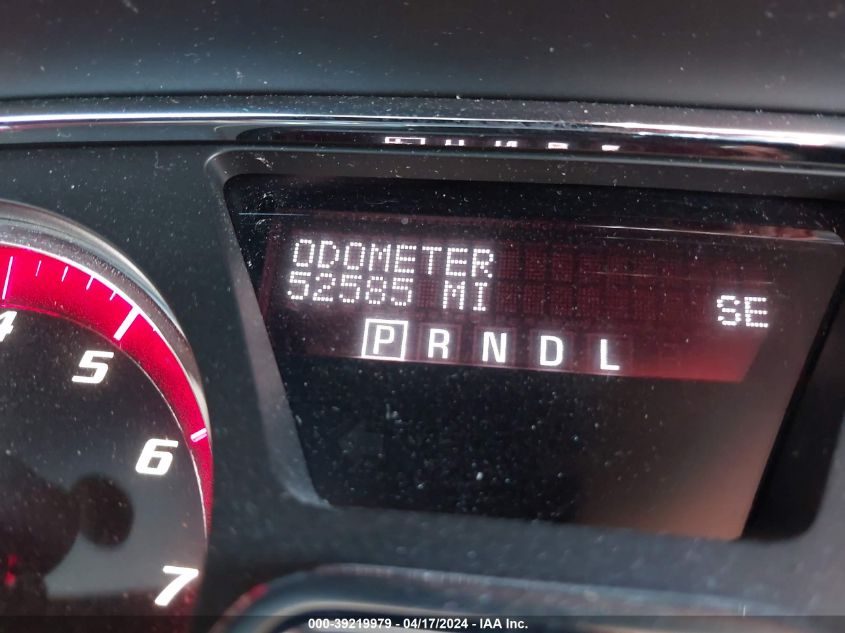 ODOMETER
52585 MI
SE
P R N D L
4
5
6
7
000-39219979 - 04/17/2024 - IAA Inc.